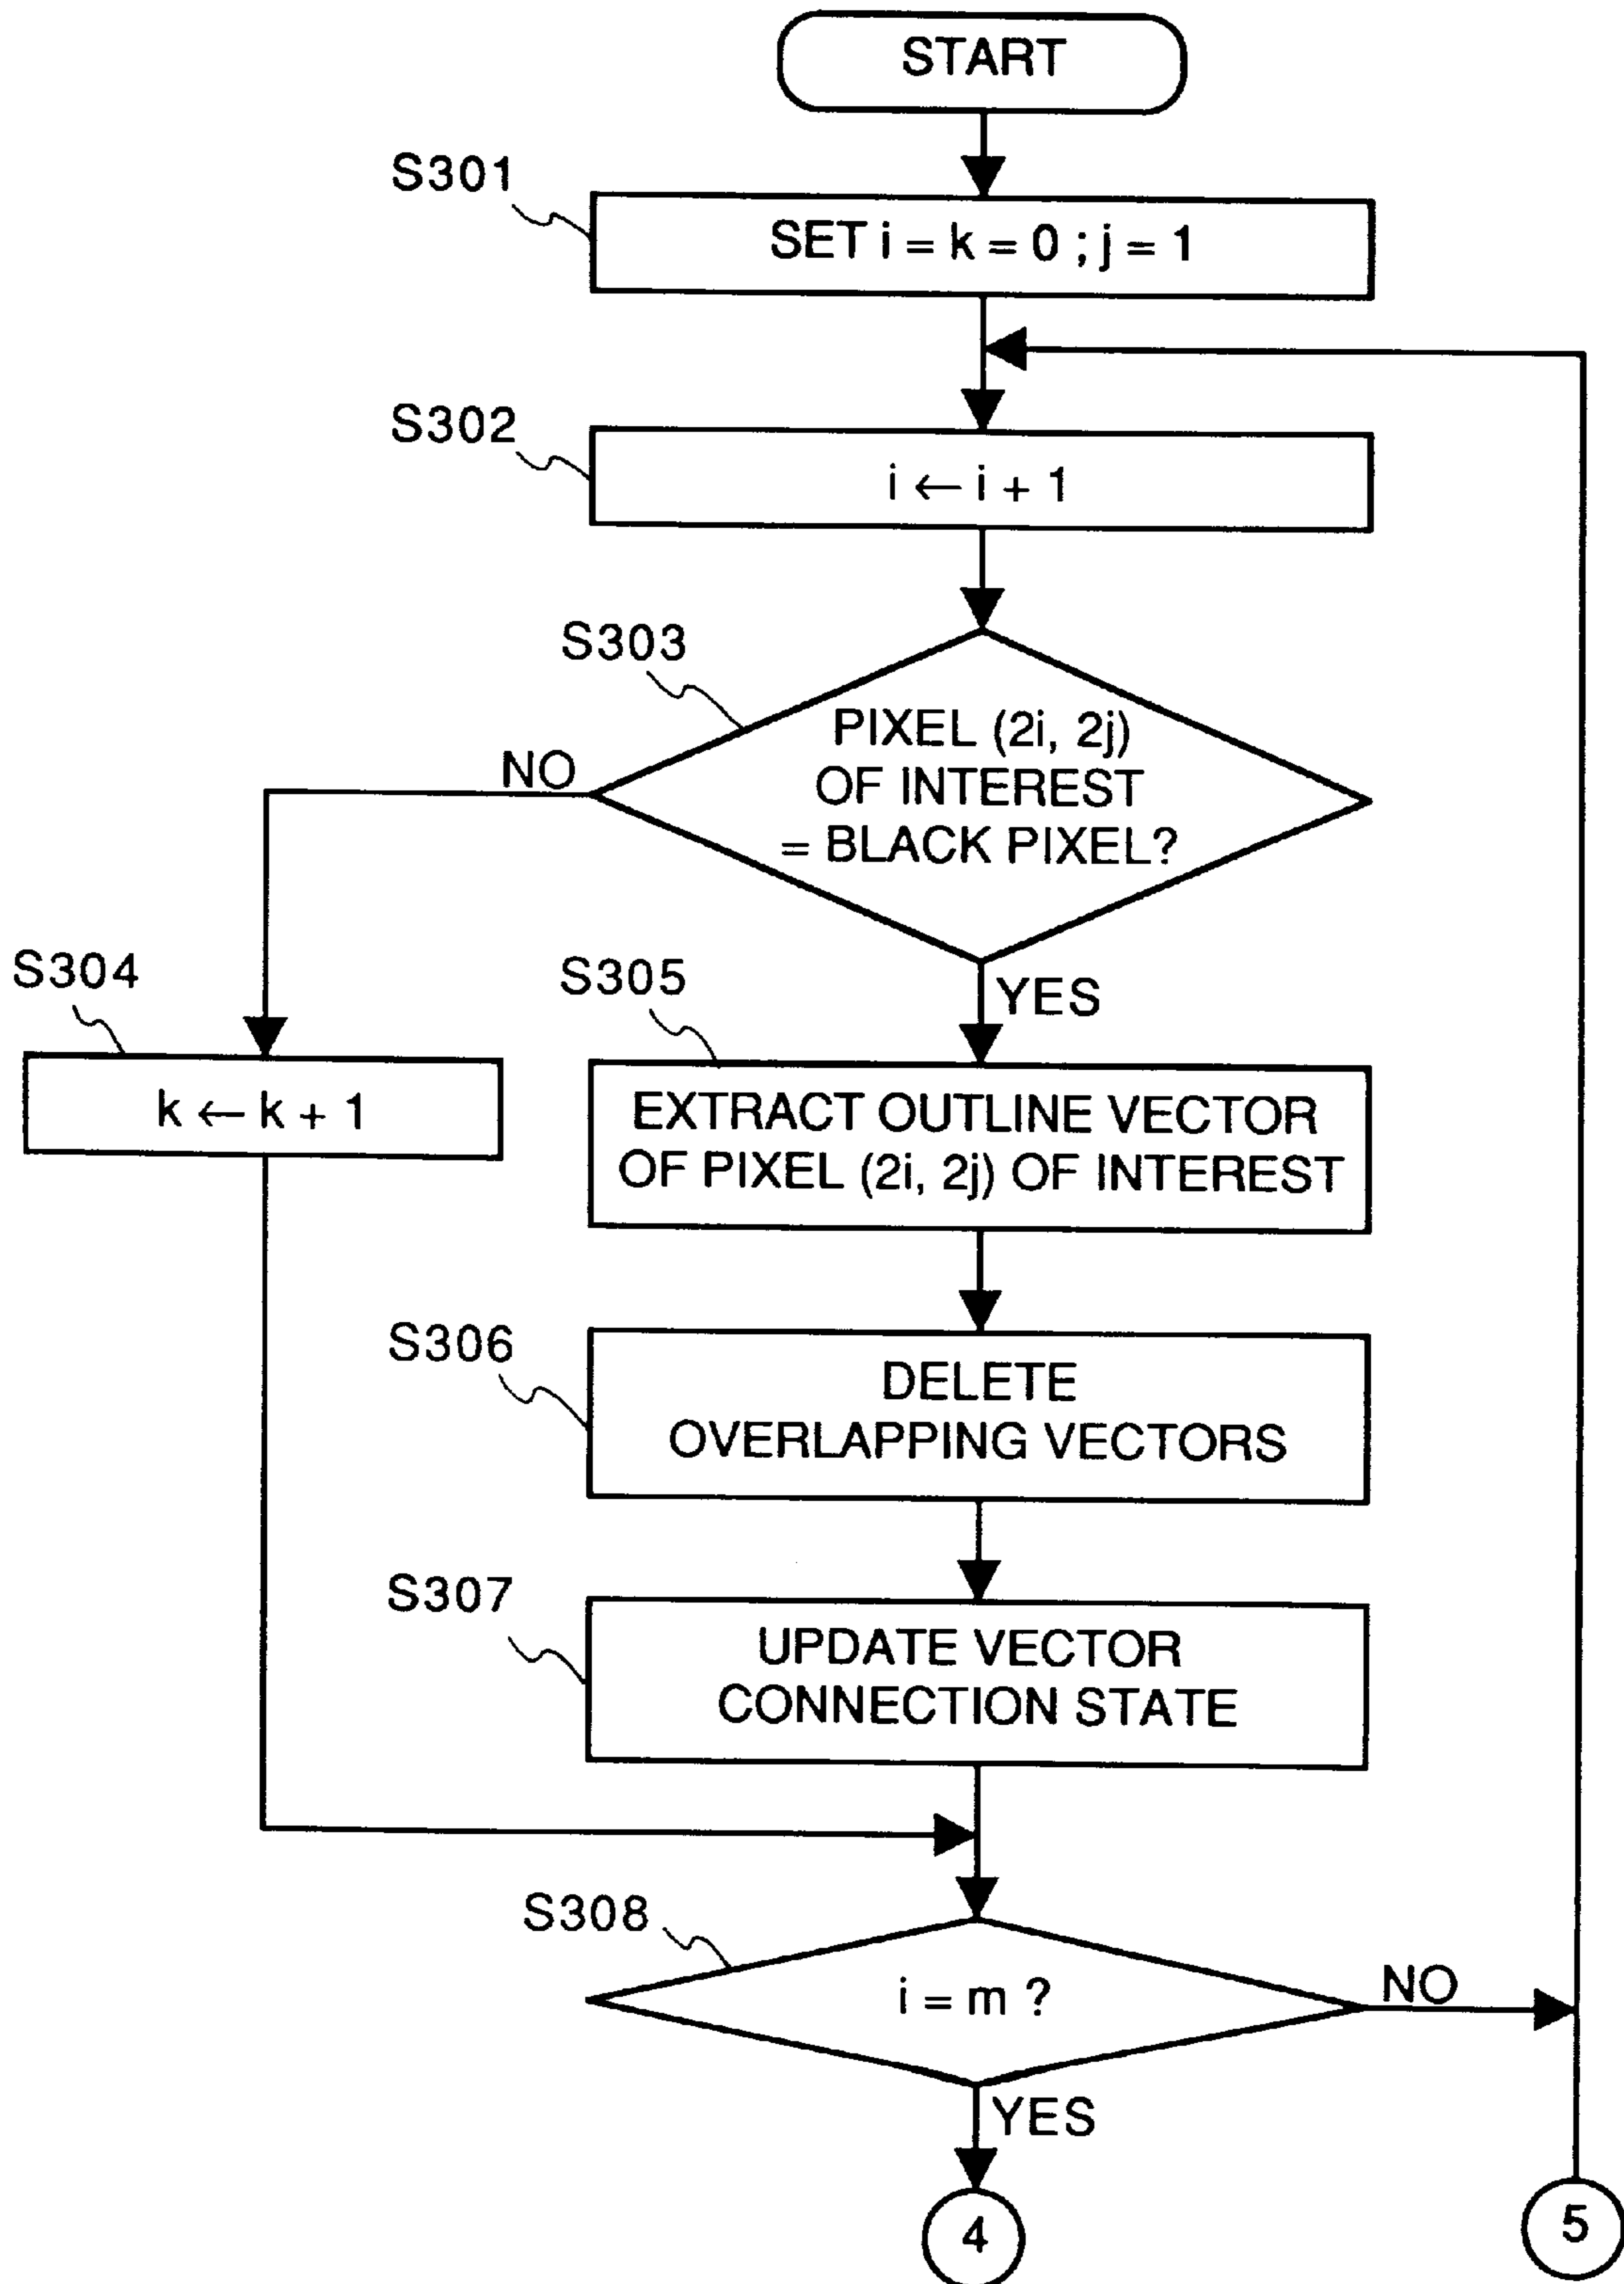 START
S301
SET i = k = 0 ; j = 1
S302
i ← i + 1
S303
PIXEL (2i, 2j)
OF INTEREST
= BLACK PIXEL?
NO
S304
k ← k + 1
YES
S305
EXTRACT OUTLINE VECTOR
OF PIXEL (2i, 2j) OF INTEREST
S306
DELETE
OVERLAPPING VECTORS
S307
UPDATE VECTOR
CONNECTION STATE
S308
i = m ?
NO
YES
4
5